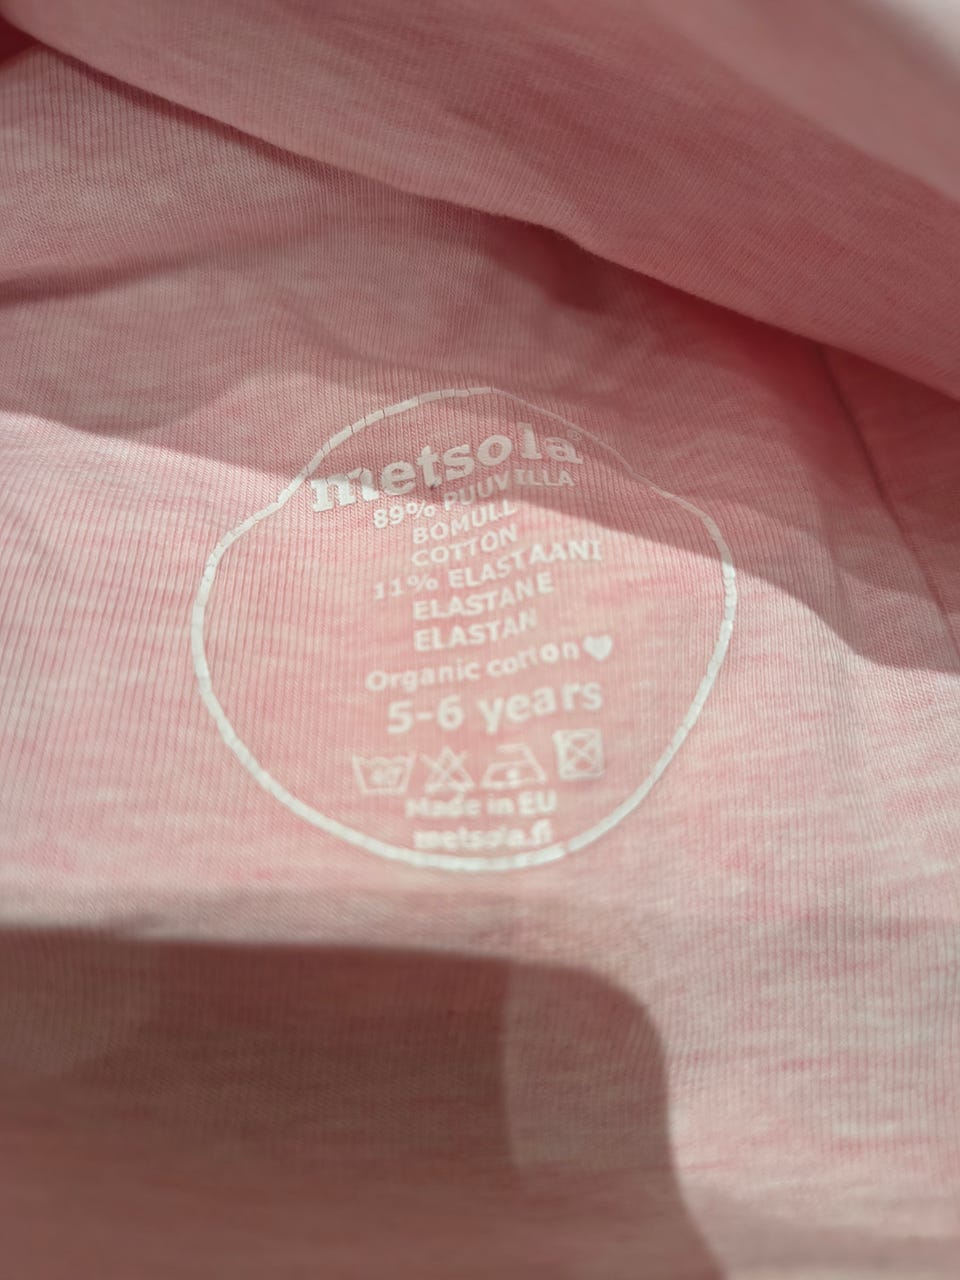 metsola®
89% PUUVILLA
BOMULL
COTTON
11% ELASTAANI
ELASTANE
ELASTAN
Organic cotton
5-6 years
Made in EU
metsola.fi